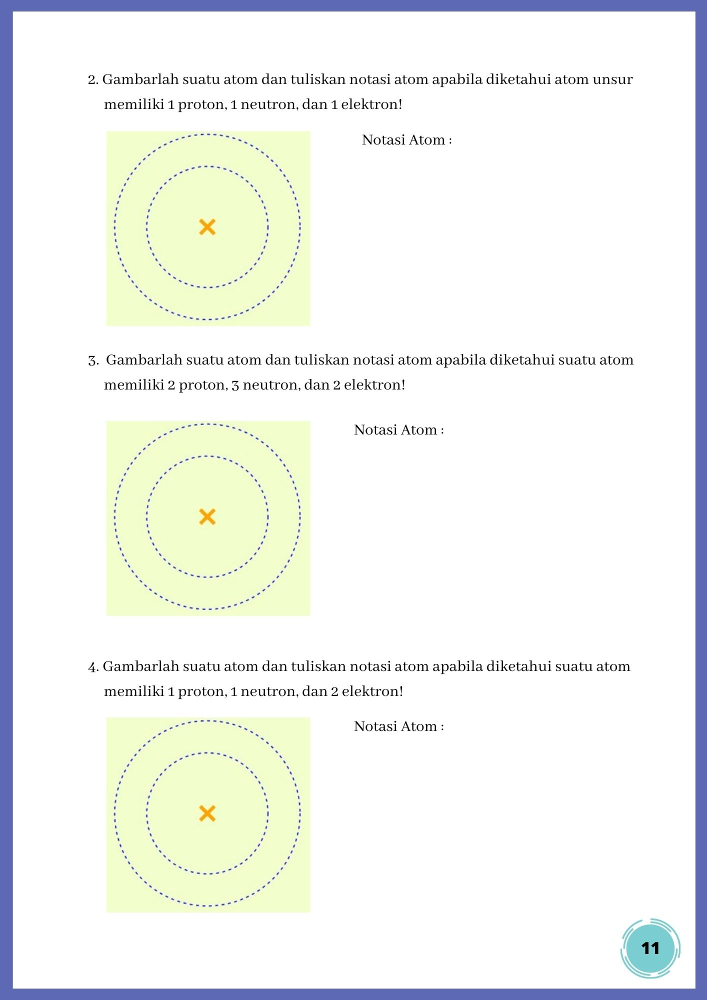 2. Gambarlah suatu atom dan tuliskan notasi atom apabila diketahui atom unsur
memiliki 1 proton, 1 neutron, dan 1 elektron!
Notasi Atom :
3. Gambarlah suatu atom dan tuliskan notasi atom apabila diketahui suatu atom
memiliki 2 proton, 3 neutron, dan 2 elektron!
Notasi Atom :
4. Gambarlah suatu atom dan tuliskan notasi atom apabila diketahui suatu atom
memiliki 1 proton, 1 neutron, dan 2 elektron!
Notasi Atom :
11